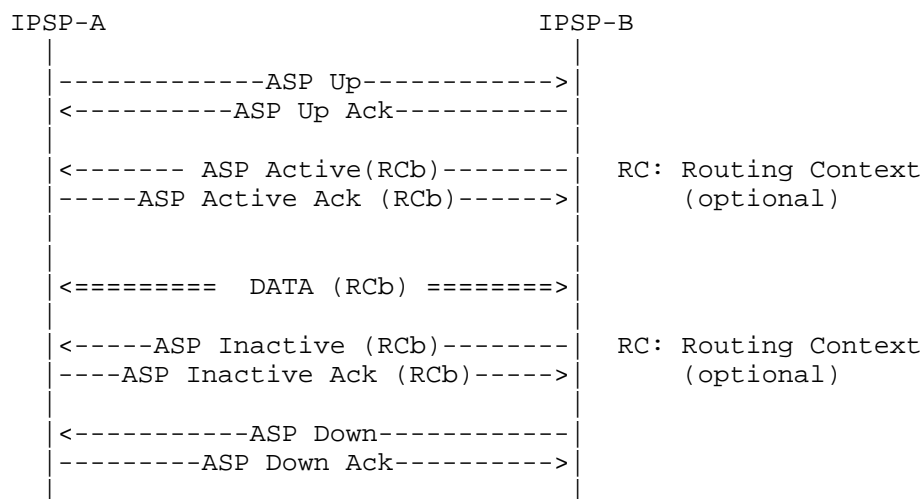 IPSP-A                                   IPSP-B
  |                                        |
  |-------------ASP Up------------>|
  |<----------ASP Up Ack-----------|
  |                                        |
  |<------- ASP Active(RCb)--------|  RC: Routing Context
  |-----ASP Active Ack (RCb)------>|      (optional)
  |                                        |
  |                                        |
  |<=========  DATA (RCb) ========>|
  |                                        |
  |<-----ASP Inactive (RCb)--------|  RC: Routing Context
  |----ASP Inactive Ack (RCb)----->|      (optional)
  |                                        |
  |<-----------ASP Down------------|
  |---------ASP Down Ack---------->|
  |                                        |